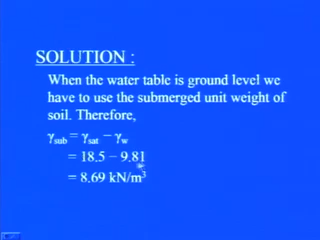 SOLUTION :
When the water table is ground level we
have to use the submerged unit weight of
soil. Therefore,
γsub = γsat − γw
= 18.5 − 9.81
= 8.69 kN/m³